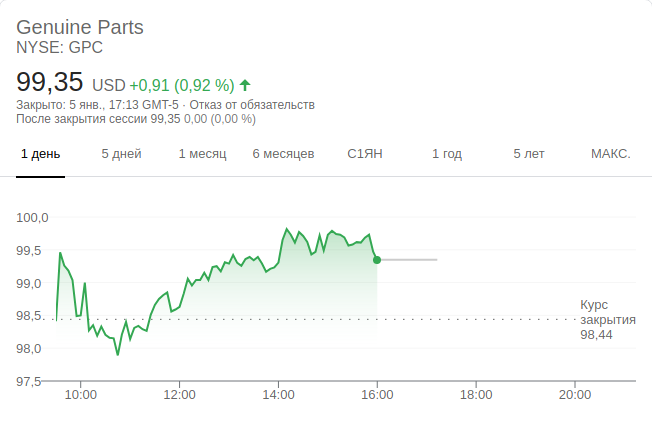 Genuine Parts
NYSE: GPC
99,35 USD +0,91 (0,92 %)
Закрыто: 5 янв., 17:13 GMT-5 · Отказ от обязательств
После закрытия сессии 99,35 0,00 (0,00 %)
1 день 5 дней 1 месяц 6 месяцев С1ЯН 1 год 5 лет МАКС.
100,0
99,5
99,0
98,5
98,0
97,5
Курс
закрытия
98,44
10:00 12:00 14:00 16:00 18:00 20:00